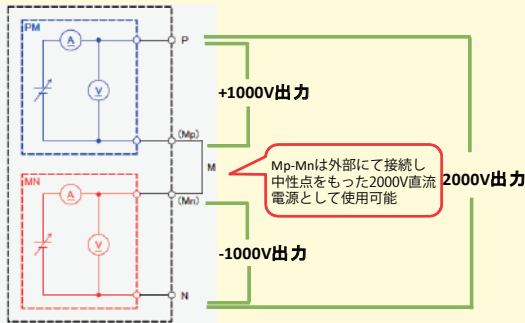 PM
A
V
P
+1000V出力
(Mp)
M
Mp-Mnは外部にて接続し
中性点をもった2000V直流
電源として使用可能
2000V出力
MN
(Mn)
A
V
-1000V出力
N